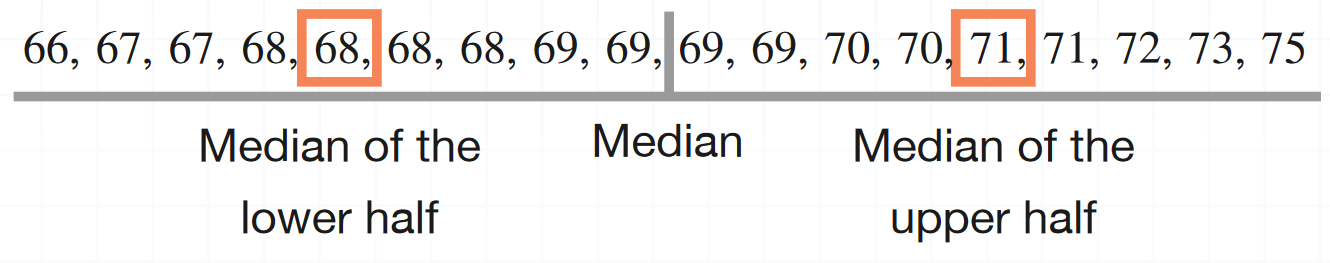 66, 67, 67, 68, 68, 68, 68, 69, 69, 69, 69, 70, 70, 71, 71, 72, 73, 75
Median of the
lower half
Median
Median of the
upper half